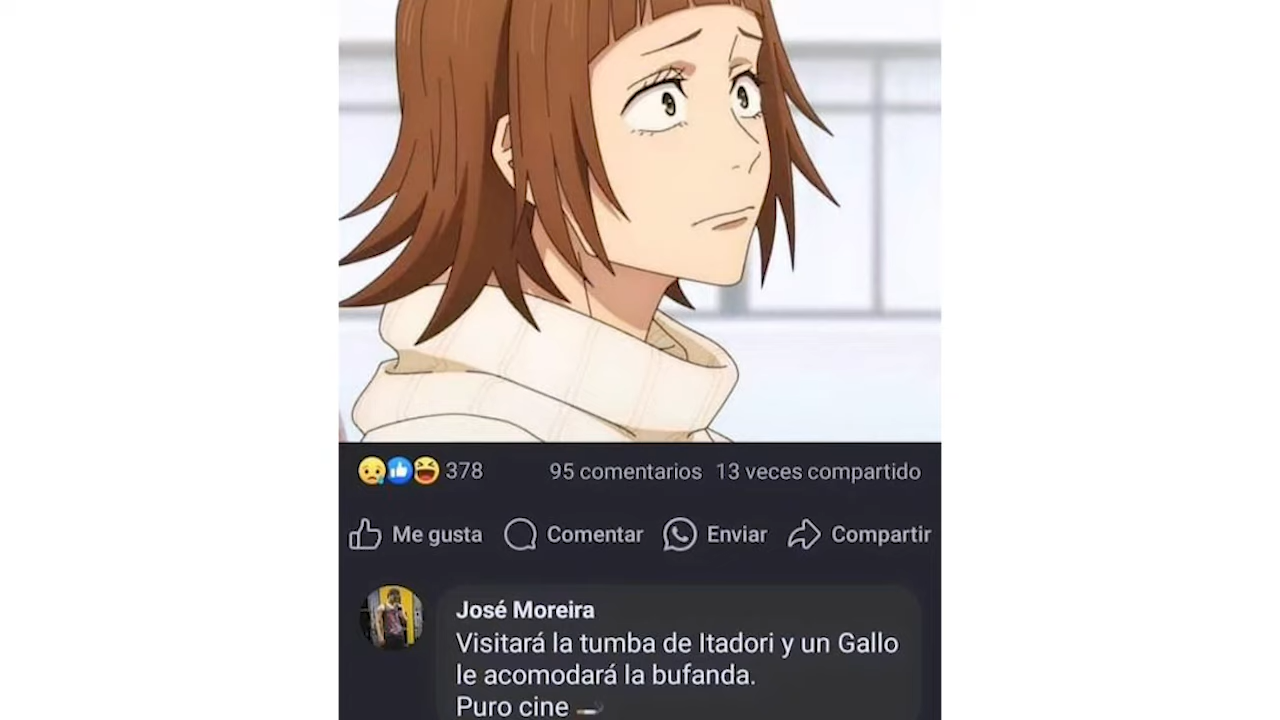 378
95 comentarios 13 veces compartido
Me gusta Comentar Enviar Compartir
José Moreira
Visitará la tumba de Itadori y un Gallo
le acomodará la bufanda.
Puro cine 🚬